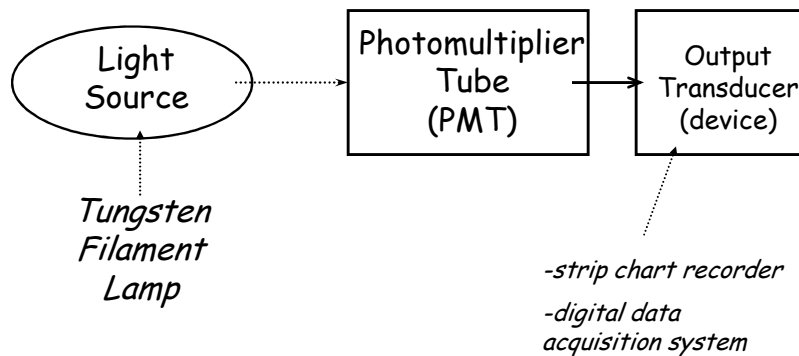 Light
Source
Photomultiplier
Tube
(PMT)
Output
Transducer
(device)
Tungsten
Filament
Lamp
-strip chart recorder
-digital data
acquisition system